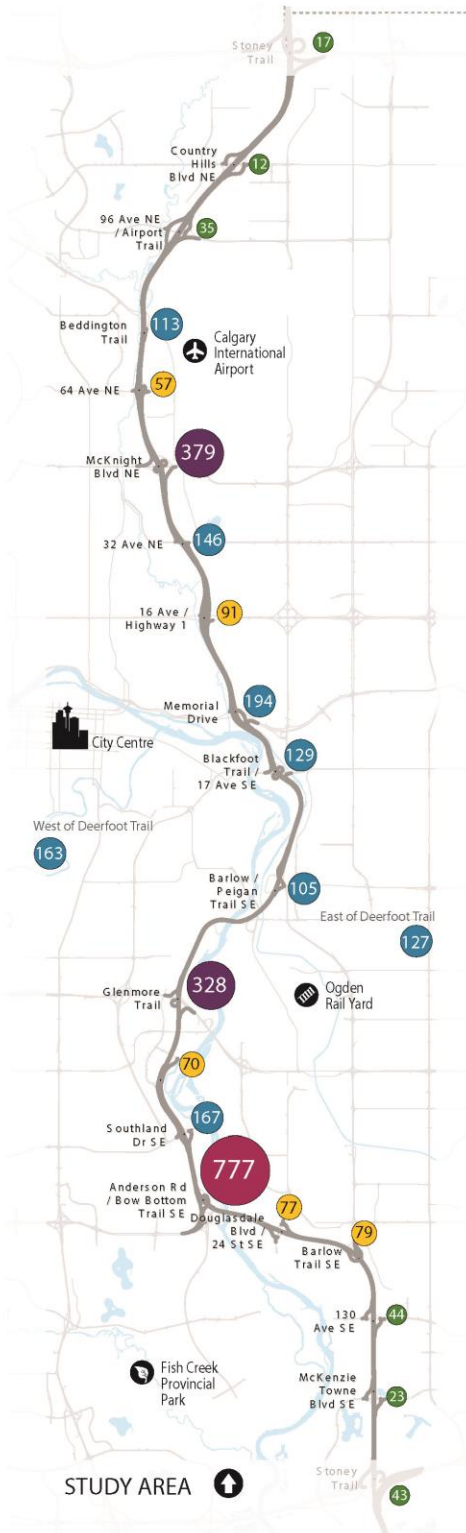 Stoney
Trail
17
Country
Hills
Blvd NE
12
96 Ave NE
/Airport
Trail
35
Beddington
Trail
113
Calgary
International
Airport
64 Ave NE
57
McKnight
Blvd NE
379
32 Ave NE
146
16 Ave /
Highway 1
91
Memorial
Drive
194
City Centre
Blackfoot
Trail /
17 Ave SE
129
West of Deerfoot Trail
163
Barlow /
Peigan
Trail SE
105
East of Deerfoot Trail
127
Glenmore
Trail
328
Ogden
Rail Yard
70
Southland
Dr SE
167
777
Anderson Rd
/ Bow Bottom
Trail SE
Douglasdale
Blvd /
24 St SE
77
Barlow
Trail SE
79
130
Ave SE
44
Fish Creek
Provincial
Park
McKenzie
Towne
Blvd SE
23
Stoney
Trail
43
STUDY AREA